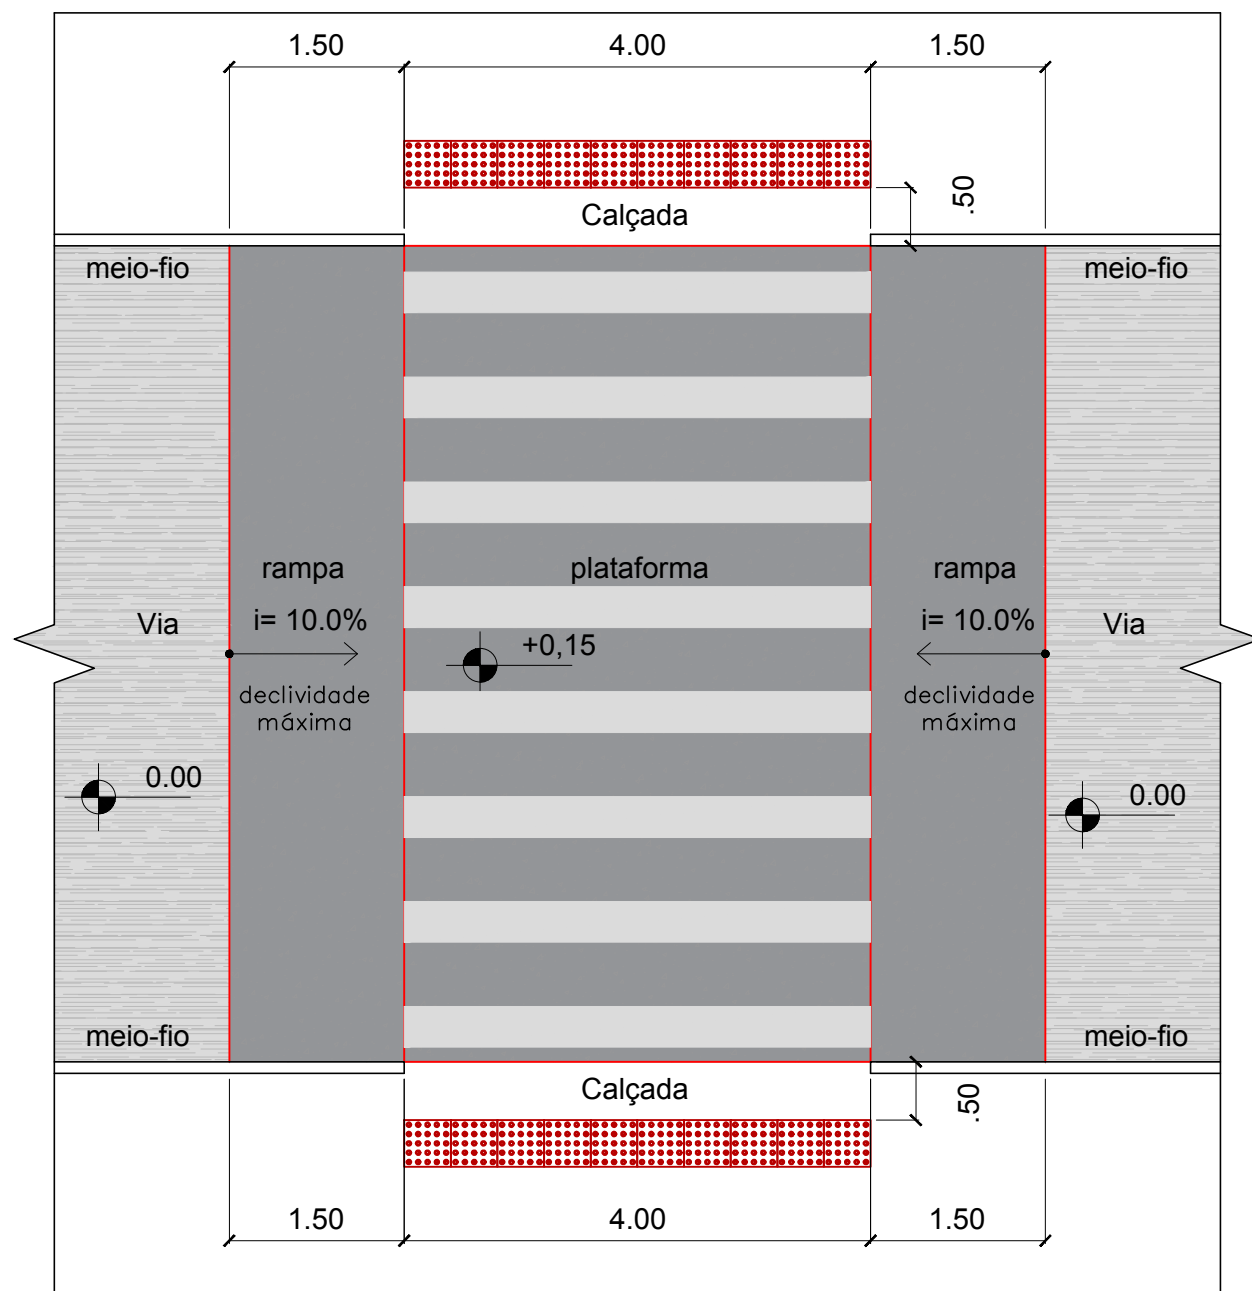 1.50 4.00 1.50
.50
Calçada
meio-fio meio-fio
rampa plataforma rampa
Via i= 10.0% i= 10.0% Via
+0,15
declividade declividade
máxima máxima
0.00 0.00
meio-fio meio-fio
Calçada
.50
1.50 4.00 1.50